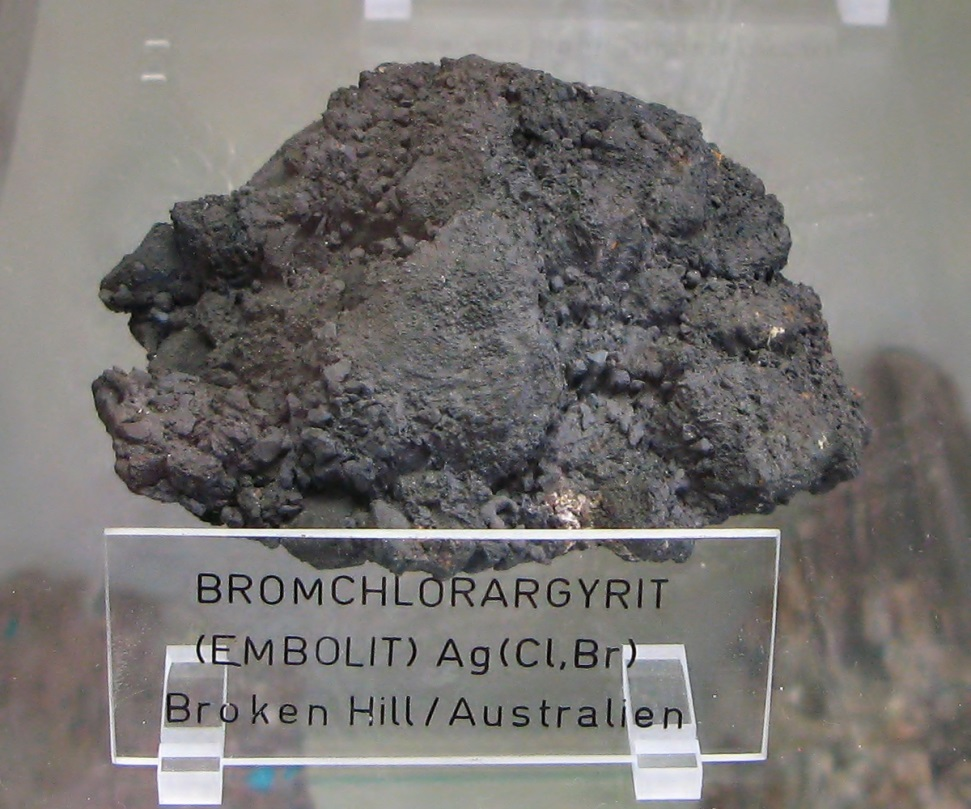 BROMCHLORARGYRIT
(EMBOLIT) Ag(Cl,Br)
Broken Hill/Australien